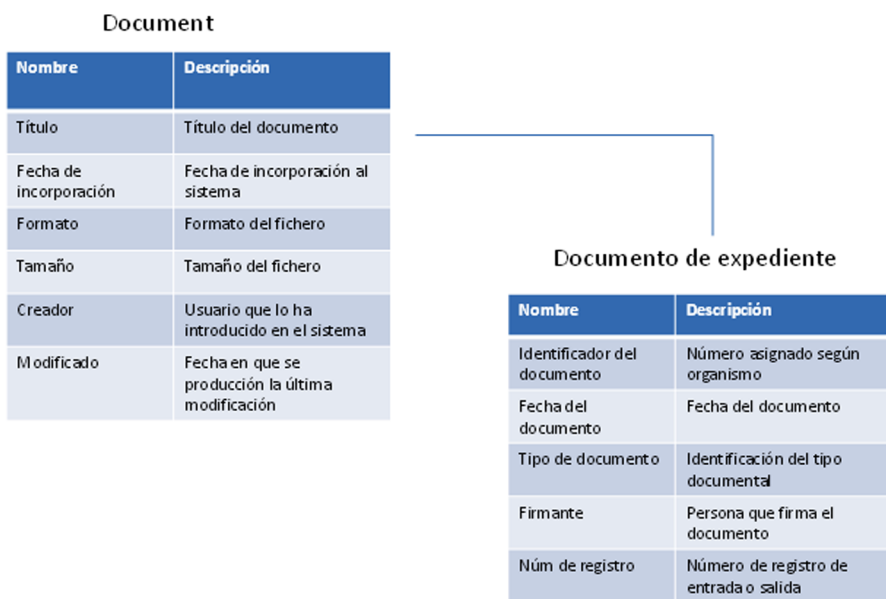 Document
Nombre Descripción
Título Título del documento
Fecha de Fecha de incorporación al
incorporación sistema
Formato Formato del fichero
Tamaño Tamaño del fichero
Creador Usuario que lo ha
introducido en el sistema
Modificado Fecha en que se
producción la última
modificación
Documento de expediente
Nombre Descripción
Identificador del Número asignado según
documento organismo
Fecha del Fecha del documento
documento
Tipo de documento Identificación del tipo
documental
Firmante Persona que firma el
documento
Núm de registro Número de registro de
entrada o salida